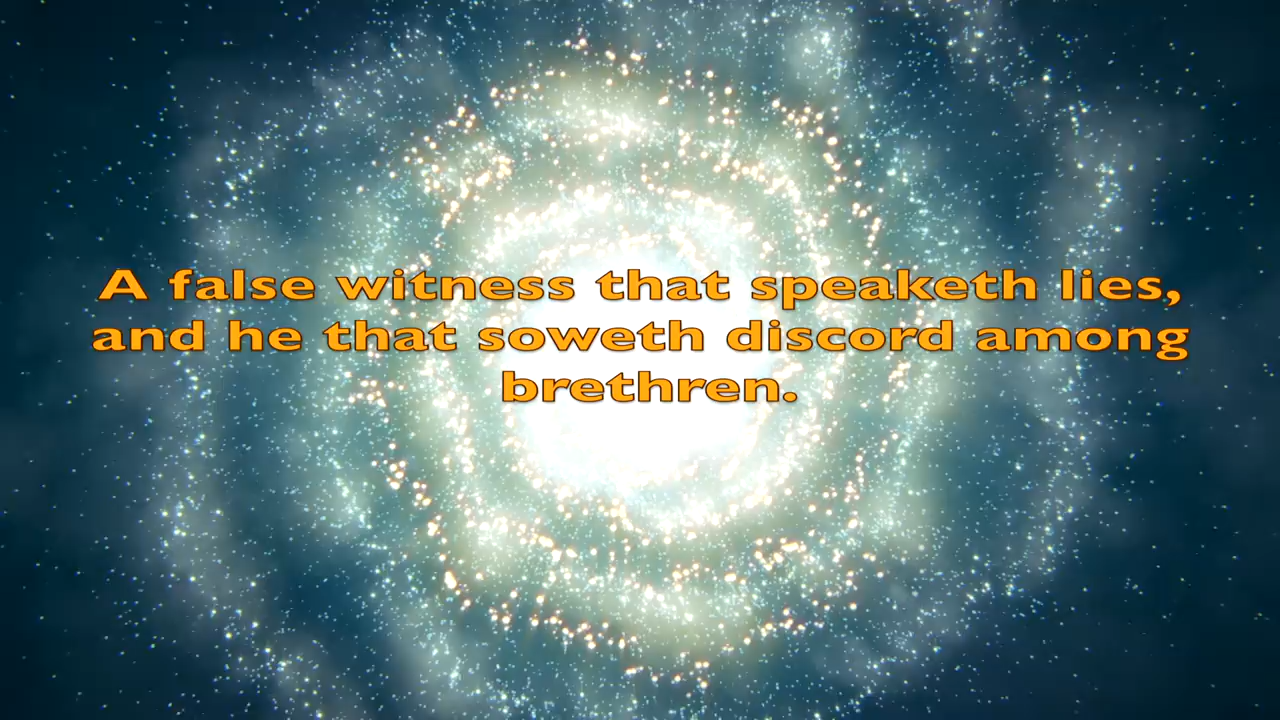 A false witness that speaketh lies,
and he that soweth discord among
brethren.